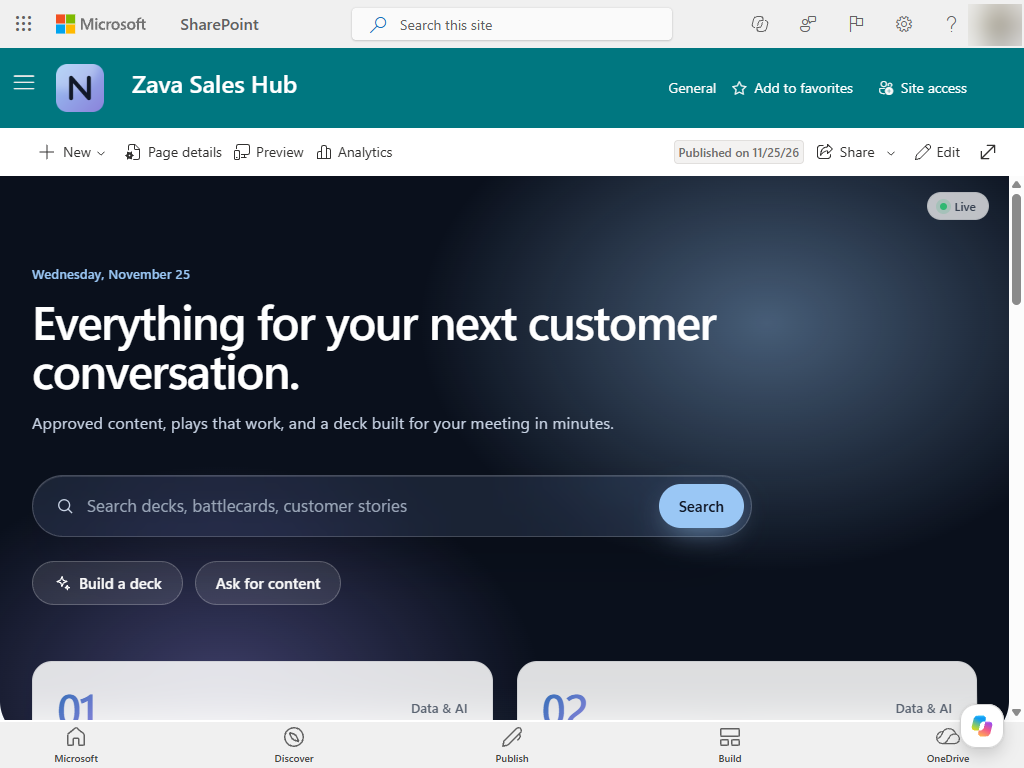 Microsoft
SharePoint
Search this site
N
Zava Sales Hub
General
Add to favorites
Site access
New
Page details
Preview
Analytics
Published on 11/25/26
Share
Edit
Live
Wednesday, November 25
Everything for your next customer
conversation.
Approved content, plays that work, and a deck built for your meeting in minutes.
Search decks, battlecards, customer stories
Search
Build a deck
Ask for content
01
Data & AI
02
Data & AI
Microsoft
Discover
Publish
Build
OneDrive